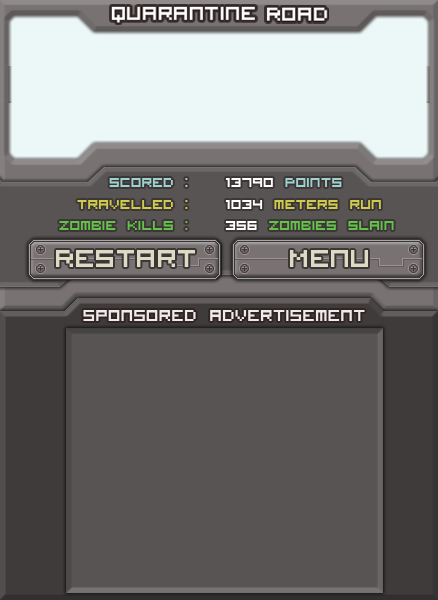 QUARANTINE ROAD
SCORED : 13790 POINTS
TRAVELLED : 1034 METERS RUN
ZOMBIE KILLS : 356 ZOMBIES SLAIN
RESTART MENU
SPONSORED ADVERTISEMENT